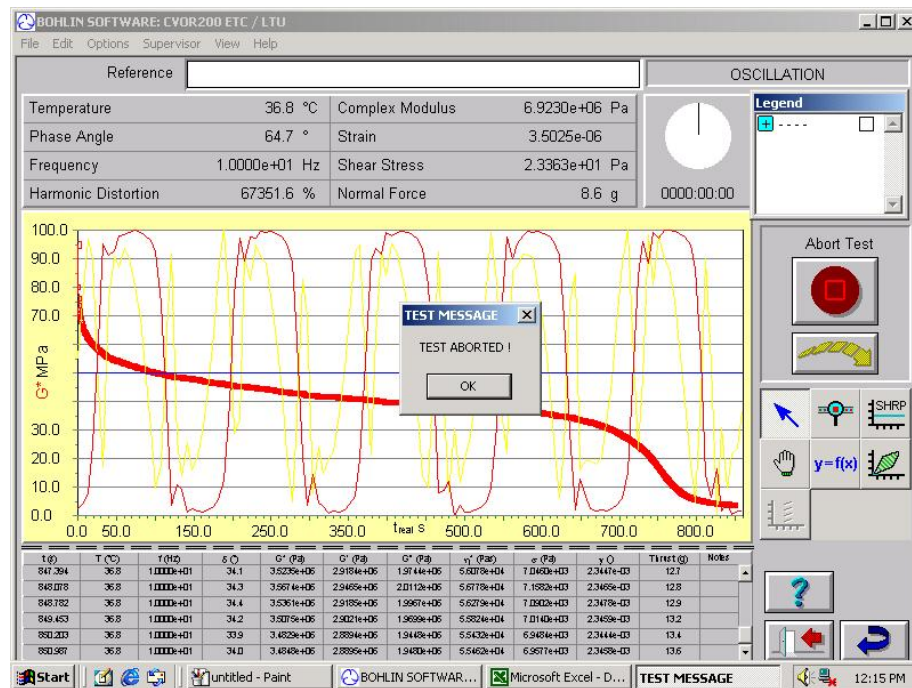 BOHLIN SOFTWARE: CVOR200 ETC / LTU
File Edit Options Supervisor View Help
Reference OSCILLATION
Temperature 36.8 °C Complex Modulus 6.9230e+06 Pa
Phase Angle 64.7 ° Strain 3.5025e-06
Frequency 1.0000e+01 Hz Shear Stress 2.3363e+01 Pa
Harmonic Distortion 67351.6 % Normal Force 8.6 g 0000:00:00
Legend
----
Abort Test
100.0
90.0
80.0
70.0
G* MPa
30.0
20.0
10.0
0.0
0.0 50.0 150.0 250.0 350.0 treal s 500.0 600.0 700.0 800.0
TEST MESSAGE
TEST ABORTED !
OK
SHRP
y=f(x)
t (s) T (°C) f (Hz) δ (°) G* (Pa) G' (Pa) G" (Pa) η' (Pas) σ (Pa) γ () Thrust (g) Notes
847.394 36.8 1.0000e+01 34.1 3.5235e+06 2.9184e+06 1.9744e+06 5.6078e+04 7.0460e+03 2.3447e-03 12.7
848.078 36.8 1.0000e+01 34.3 3.5674e+06 2.9465e+06 2.0112e+06 5.6778e+04 7.1582e+03 2.3465e-03 12.8
848.782 36.8 1.0000e+01 34.4 3.5361e+06 2.9185e+06 1.9967e+06 5.6279e+04 7.0902e+03 2.3478e-03 12.9
849.453 36.8 1.0000e+01 34.2 3.5075e+06 2.9021e+06 1.9699e+06 5.5824e+04 7.0140e+03 2.3459e-03 13.2
850.203 36.8 1.0000e+01 33.9 3.4829e+06 2.8894e+06 1.9448e+06 5.5432e+04 6.9484e+03 2.3444e-03 13.4
850.987 36.8 1.0000e+01 34.0 3.4848e+06 2.8895e+06 1.9480e+06 5.5462e+04 6.9577e+03 2.3458e-03 13.6
Start untitled - Paint BOHLIN SOFTWAR... Microsoft Excel - D... TEST MESSAGE 12:15 PM